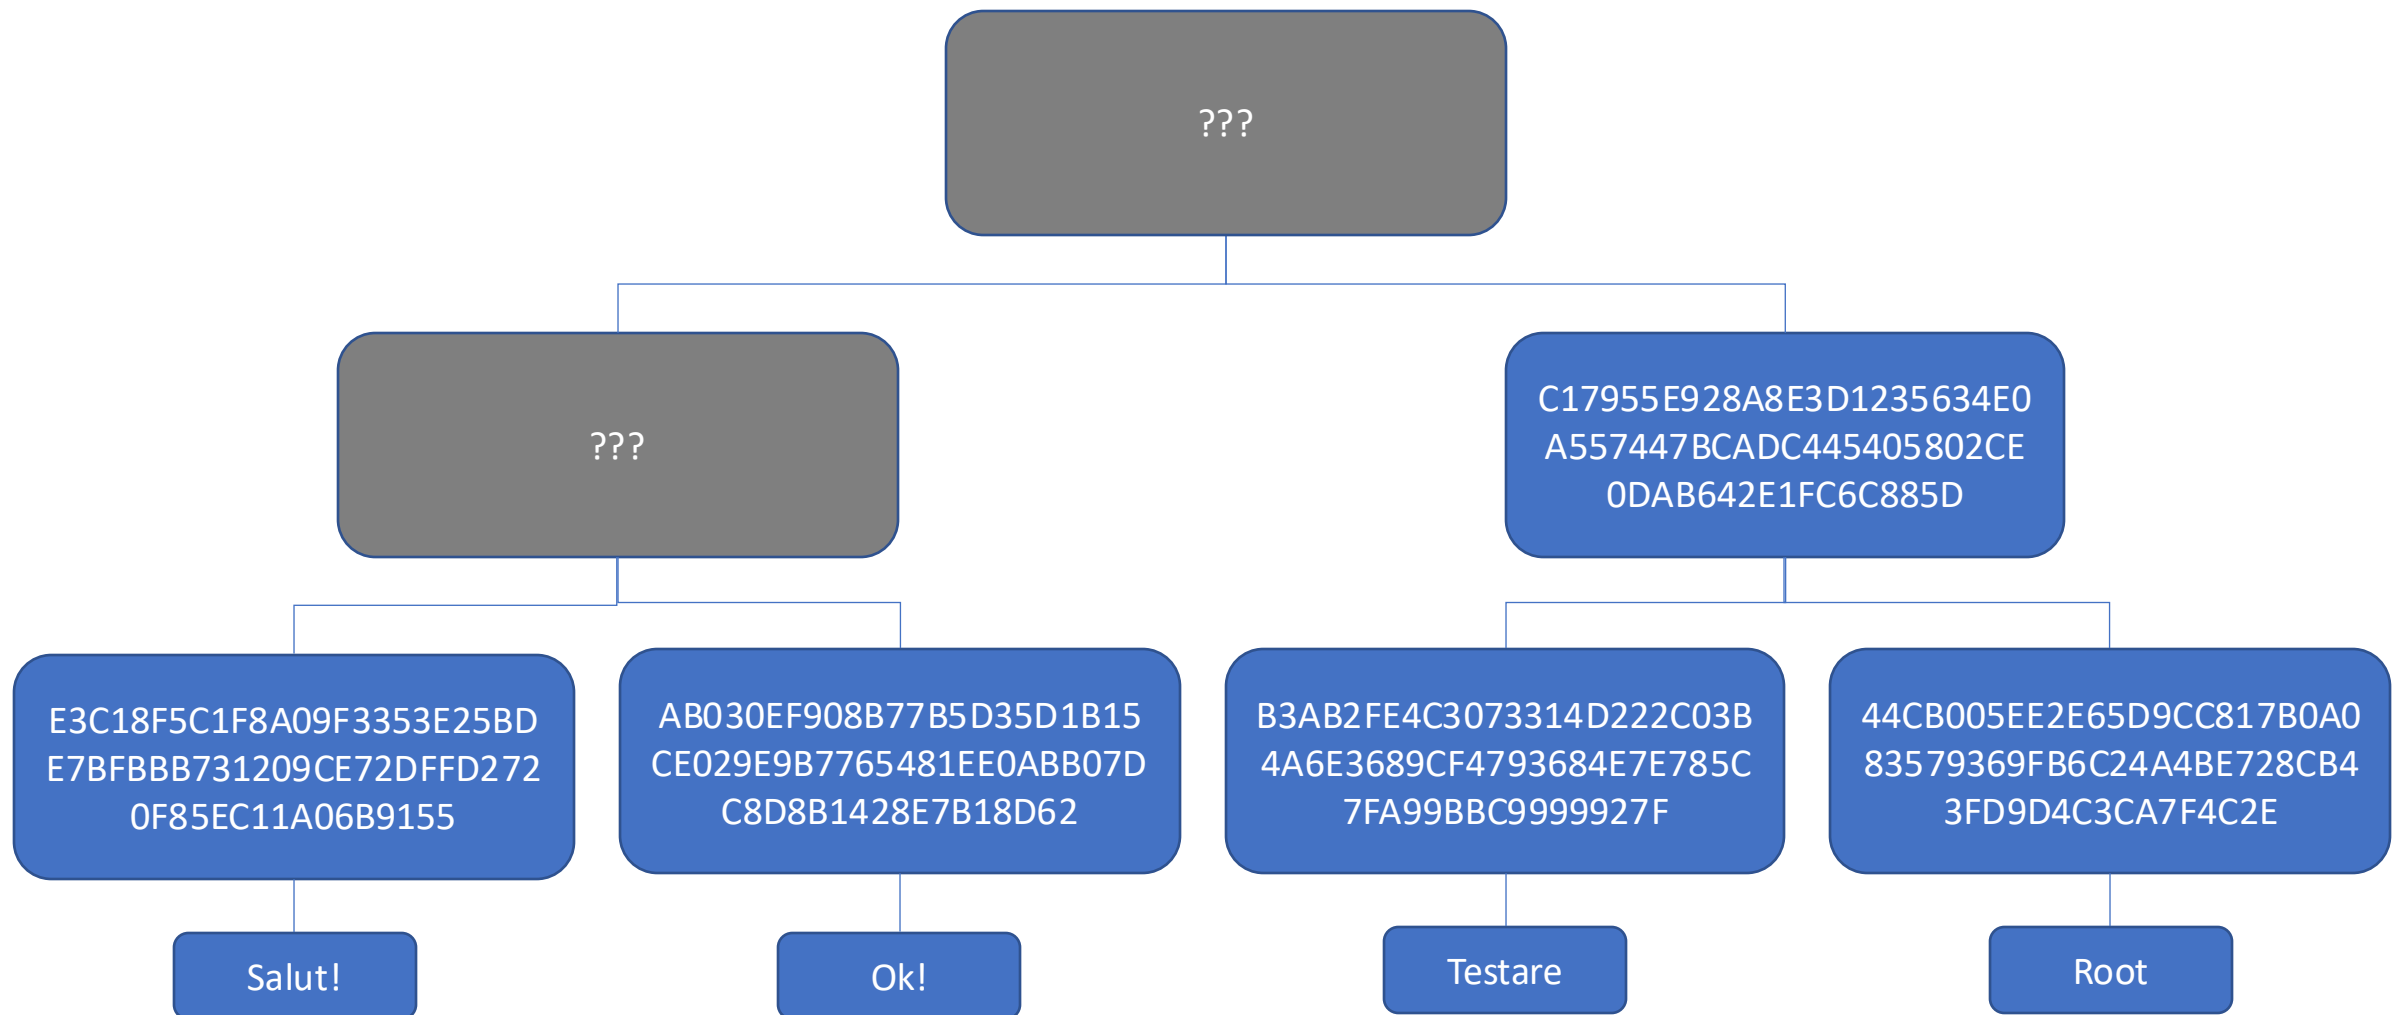 ???
???
C17955E928A8E3D1235634E0
A557447BCADC445405802CE
0DAB642E1FC6C885D
E3C18F5C1F8A09F3353E25BD
E7BFBBB731209CE72DFFD272
0F85EC11A06B9155
AB030EF908B77B5D35D1B15
CE029E9B7765481EE0ABB07D
C8D8B1428E7B18D62
B3AB2FE4C3073314D222C03B
4A6E3689CF4793684E7E785C
7FA99BBC9999927F
44CB005EE2E65D9CC817B0A0
83579369FB6C24A4BE728CB4
3FD9D4C3CA7F4C2E
Salut!
Ok!
Testare
Root